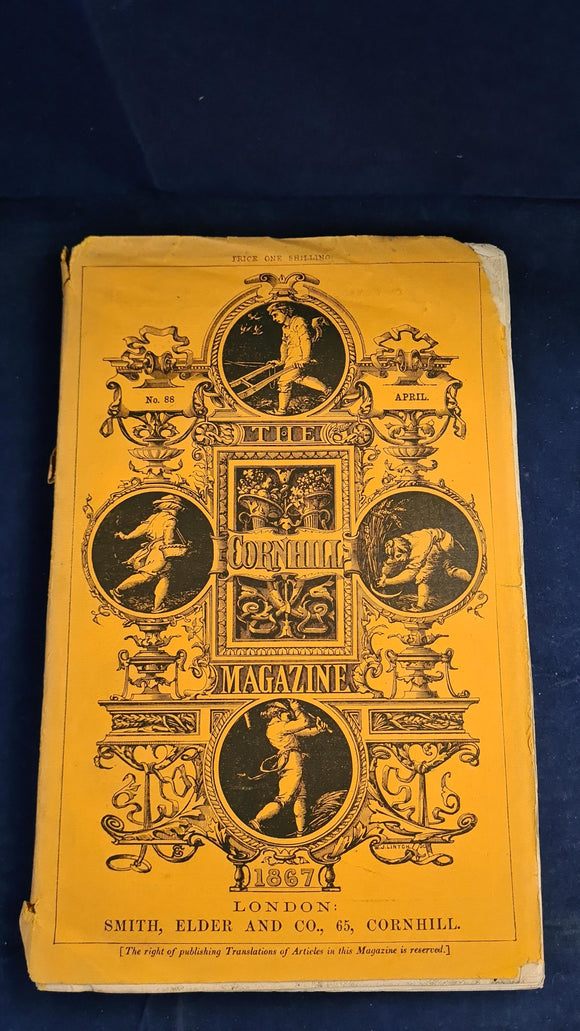 PRICE ONE SHILLING
No. 88
APRIL.
THE
CORNHILL
MAGAZINE
J. LINTON
1867
LONDON:
SMITH, ELDER AND CO., 65, CORNHILL.
[The right of publishing Translations of Articles in this Magazine is reserved.]